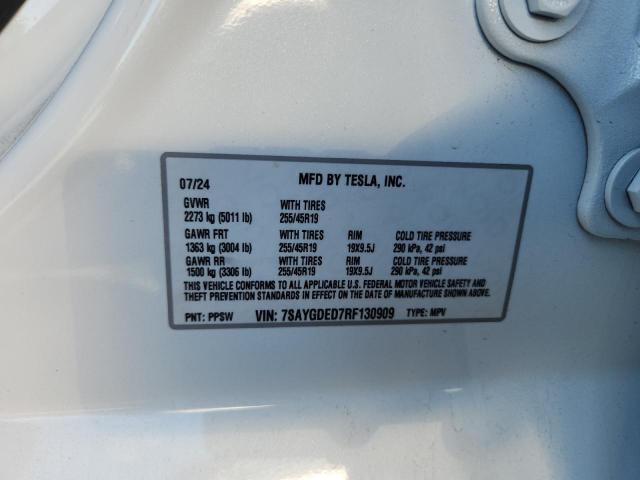 07/24 MFD BY TESLA, INC.
GVWR WITH TIRES
2273 kg (5011 lb) 255/45R19
GAWR FRT WITH TIRES RIM COLD TIRE PRESSURE
1363 kg (3004 lb) 255/45R19 19X9.5J 290 kPa, 42 psi
GAWR RR WITH TIRES RIM COLD TIRE PRESSURE
1500 kg (3306 lb) 255/45R19 19X9.5J 290 kPa, 42 psi
THIS VEHICLE CONFORMS TO ALL APPLICABLE U.S. FEDERAL MOTOR VEHICLE SAFETY AND
THEFT PREVENTION STANDARDS IN EFFECT ON THE DATE OF MANUFACTURE SHOWN ABOVE.
PNT: PPSW VIN: 7SAYGDED7RF130909 TYPE: MPV